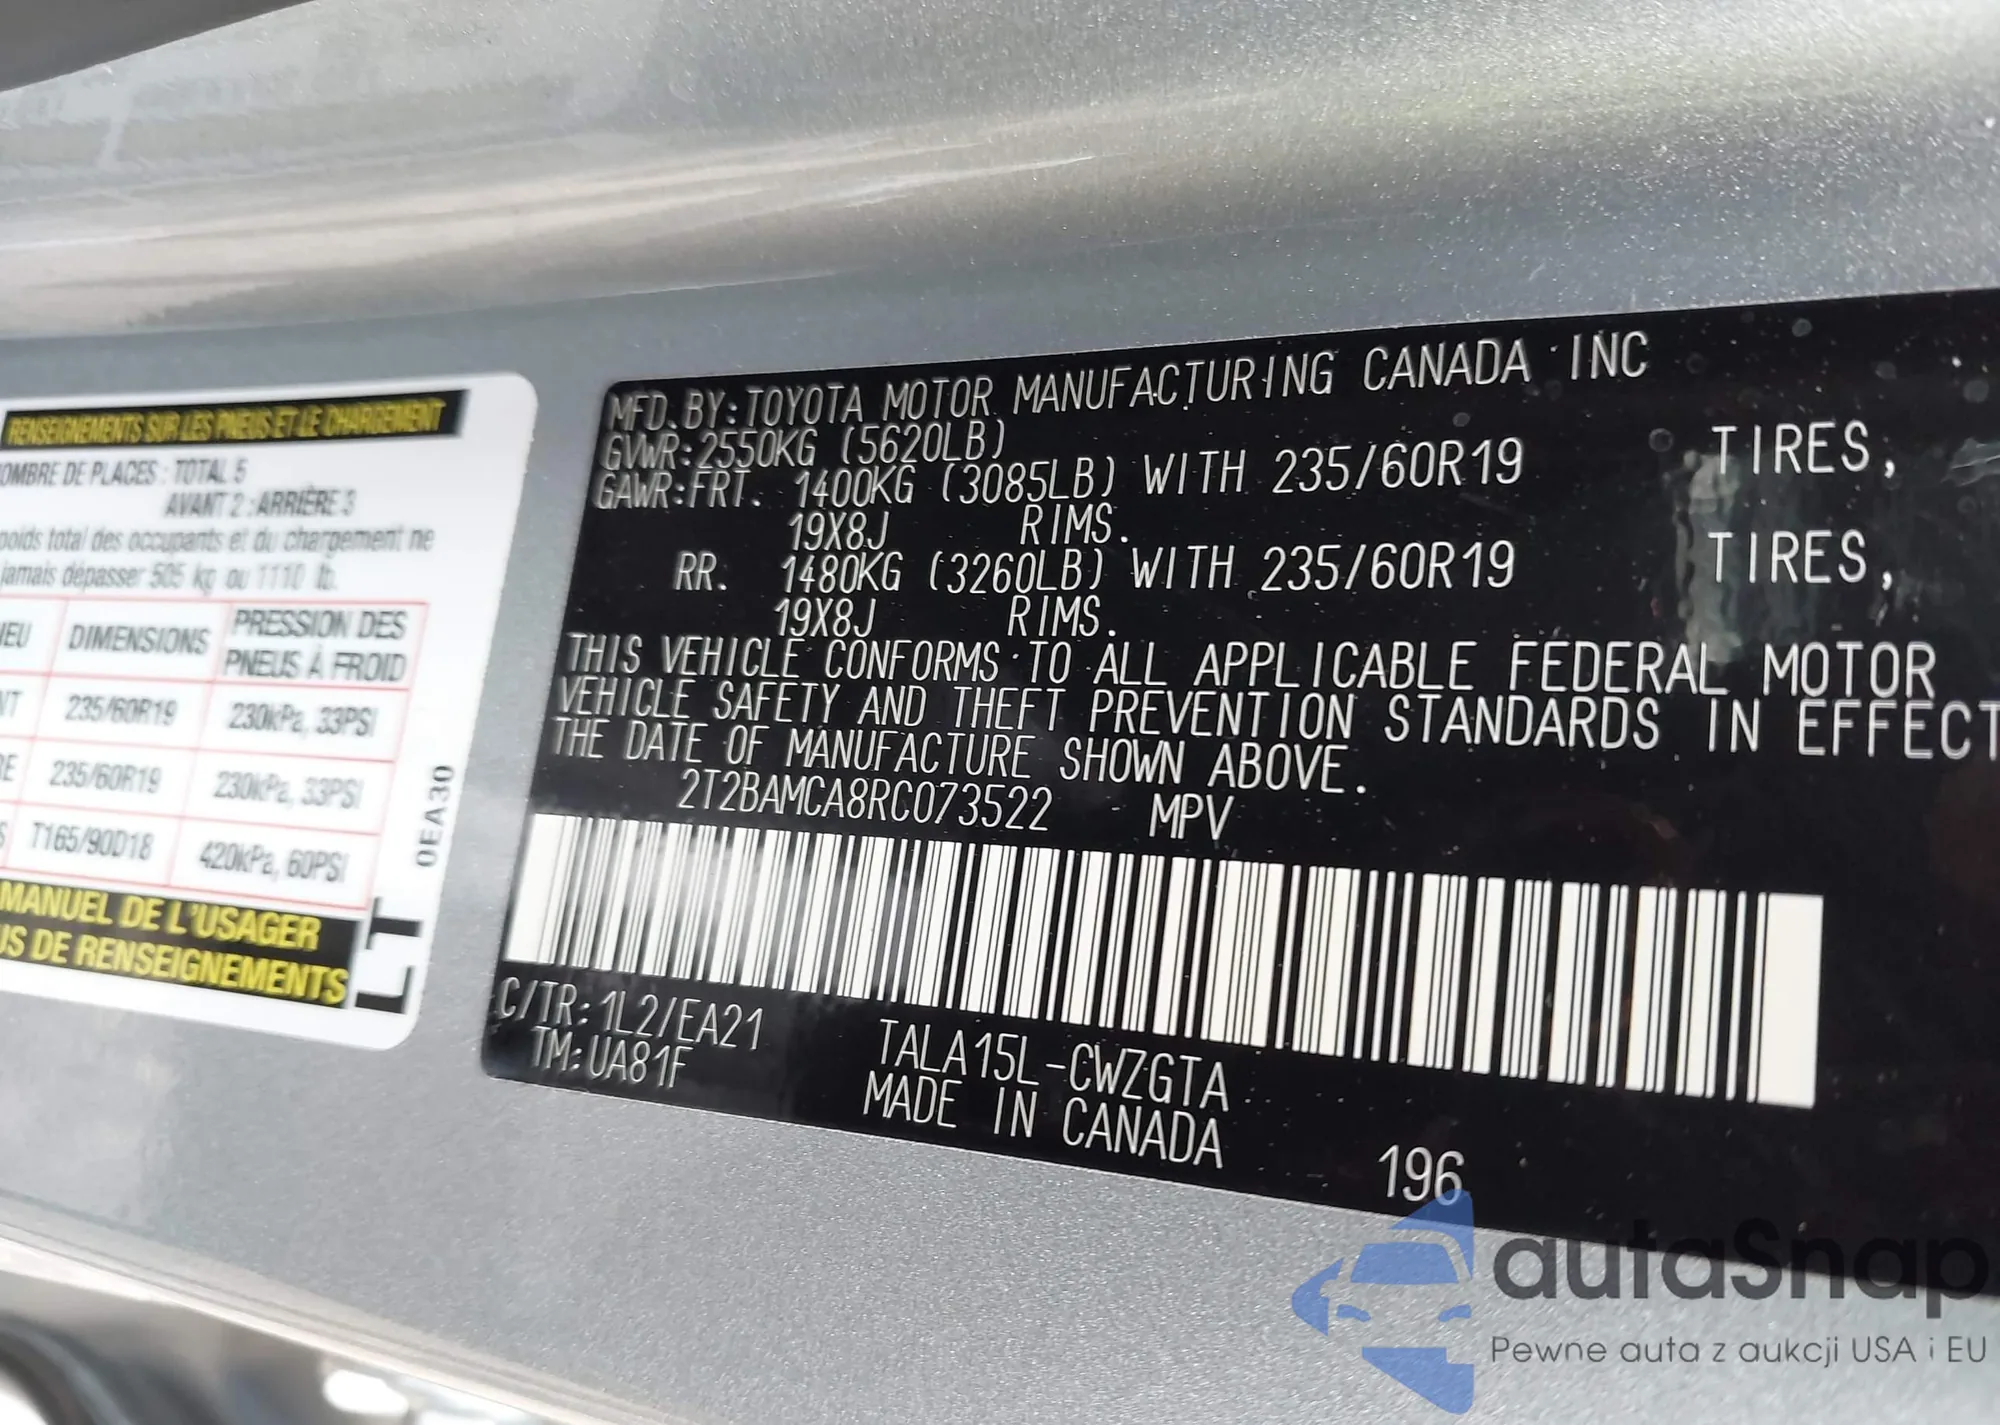 RENSEIGNEMENTS SUR LES PNEUS ET LE CHARGEMENT
OMBRE DE PLACES : TOTAL 5
AVANT 2 : ARRIÈRE 3
poids total des occupants et du chargement ne
jamais dépasser 505 kg ou 1110 lb.
IEU DIMENSIONS PRESSION DES PNEUS À FROID
NT 235/60R19 230kPa, 33PSI
RE 235/60R19 230kPa, 33PSI
S T165/90D18 420kPa, 60PSI
MANUEL DE L'USAGER
US DE RENSEIGNEMENTS
0EA30
MFD. BY: TOYOTA MOTOR MANUFACTURING CANADA INC
GVWR: 2550KG (5620LB)
GAWR: FRT. 1400KG (3085LB) WITH 235/60R19 TIRES,
19X8J RIMS.
RR. 1480KG (3260LB) WITH 235/60R19 TIRES,
19X8J RIMS.
THIS VEHICLE CONFORMS TO ALL APPLICABLE FEDERAL MOTOR
VEHICLE SAFETY AND THEFT PREVENTION STANDARDS IN EFFECT
THE DATE OF MANUFACTURE SHOWN ABOVE.
2T2BAMCA8RC073522 MPV
C/TR: 1L2/EA21 TALA15L-CWZGTA
TM: UA81F MADE IN CANADA
196
autaSnap
Pewne auta z aukcji USA i EU